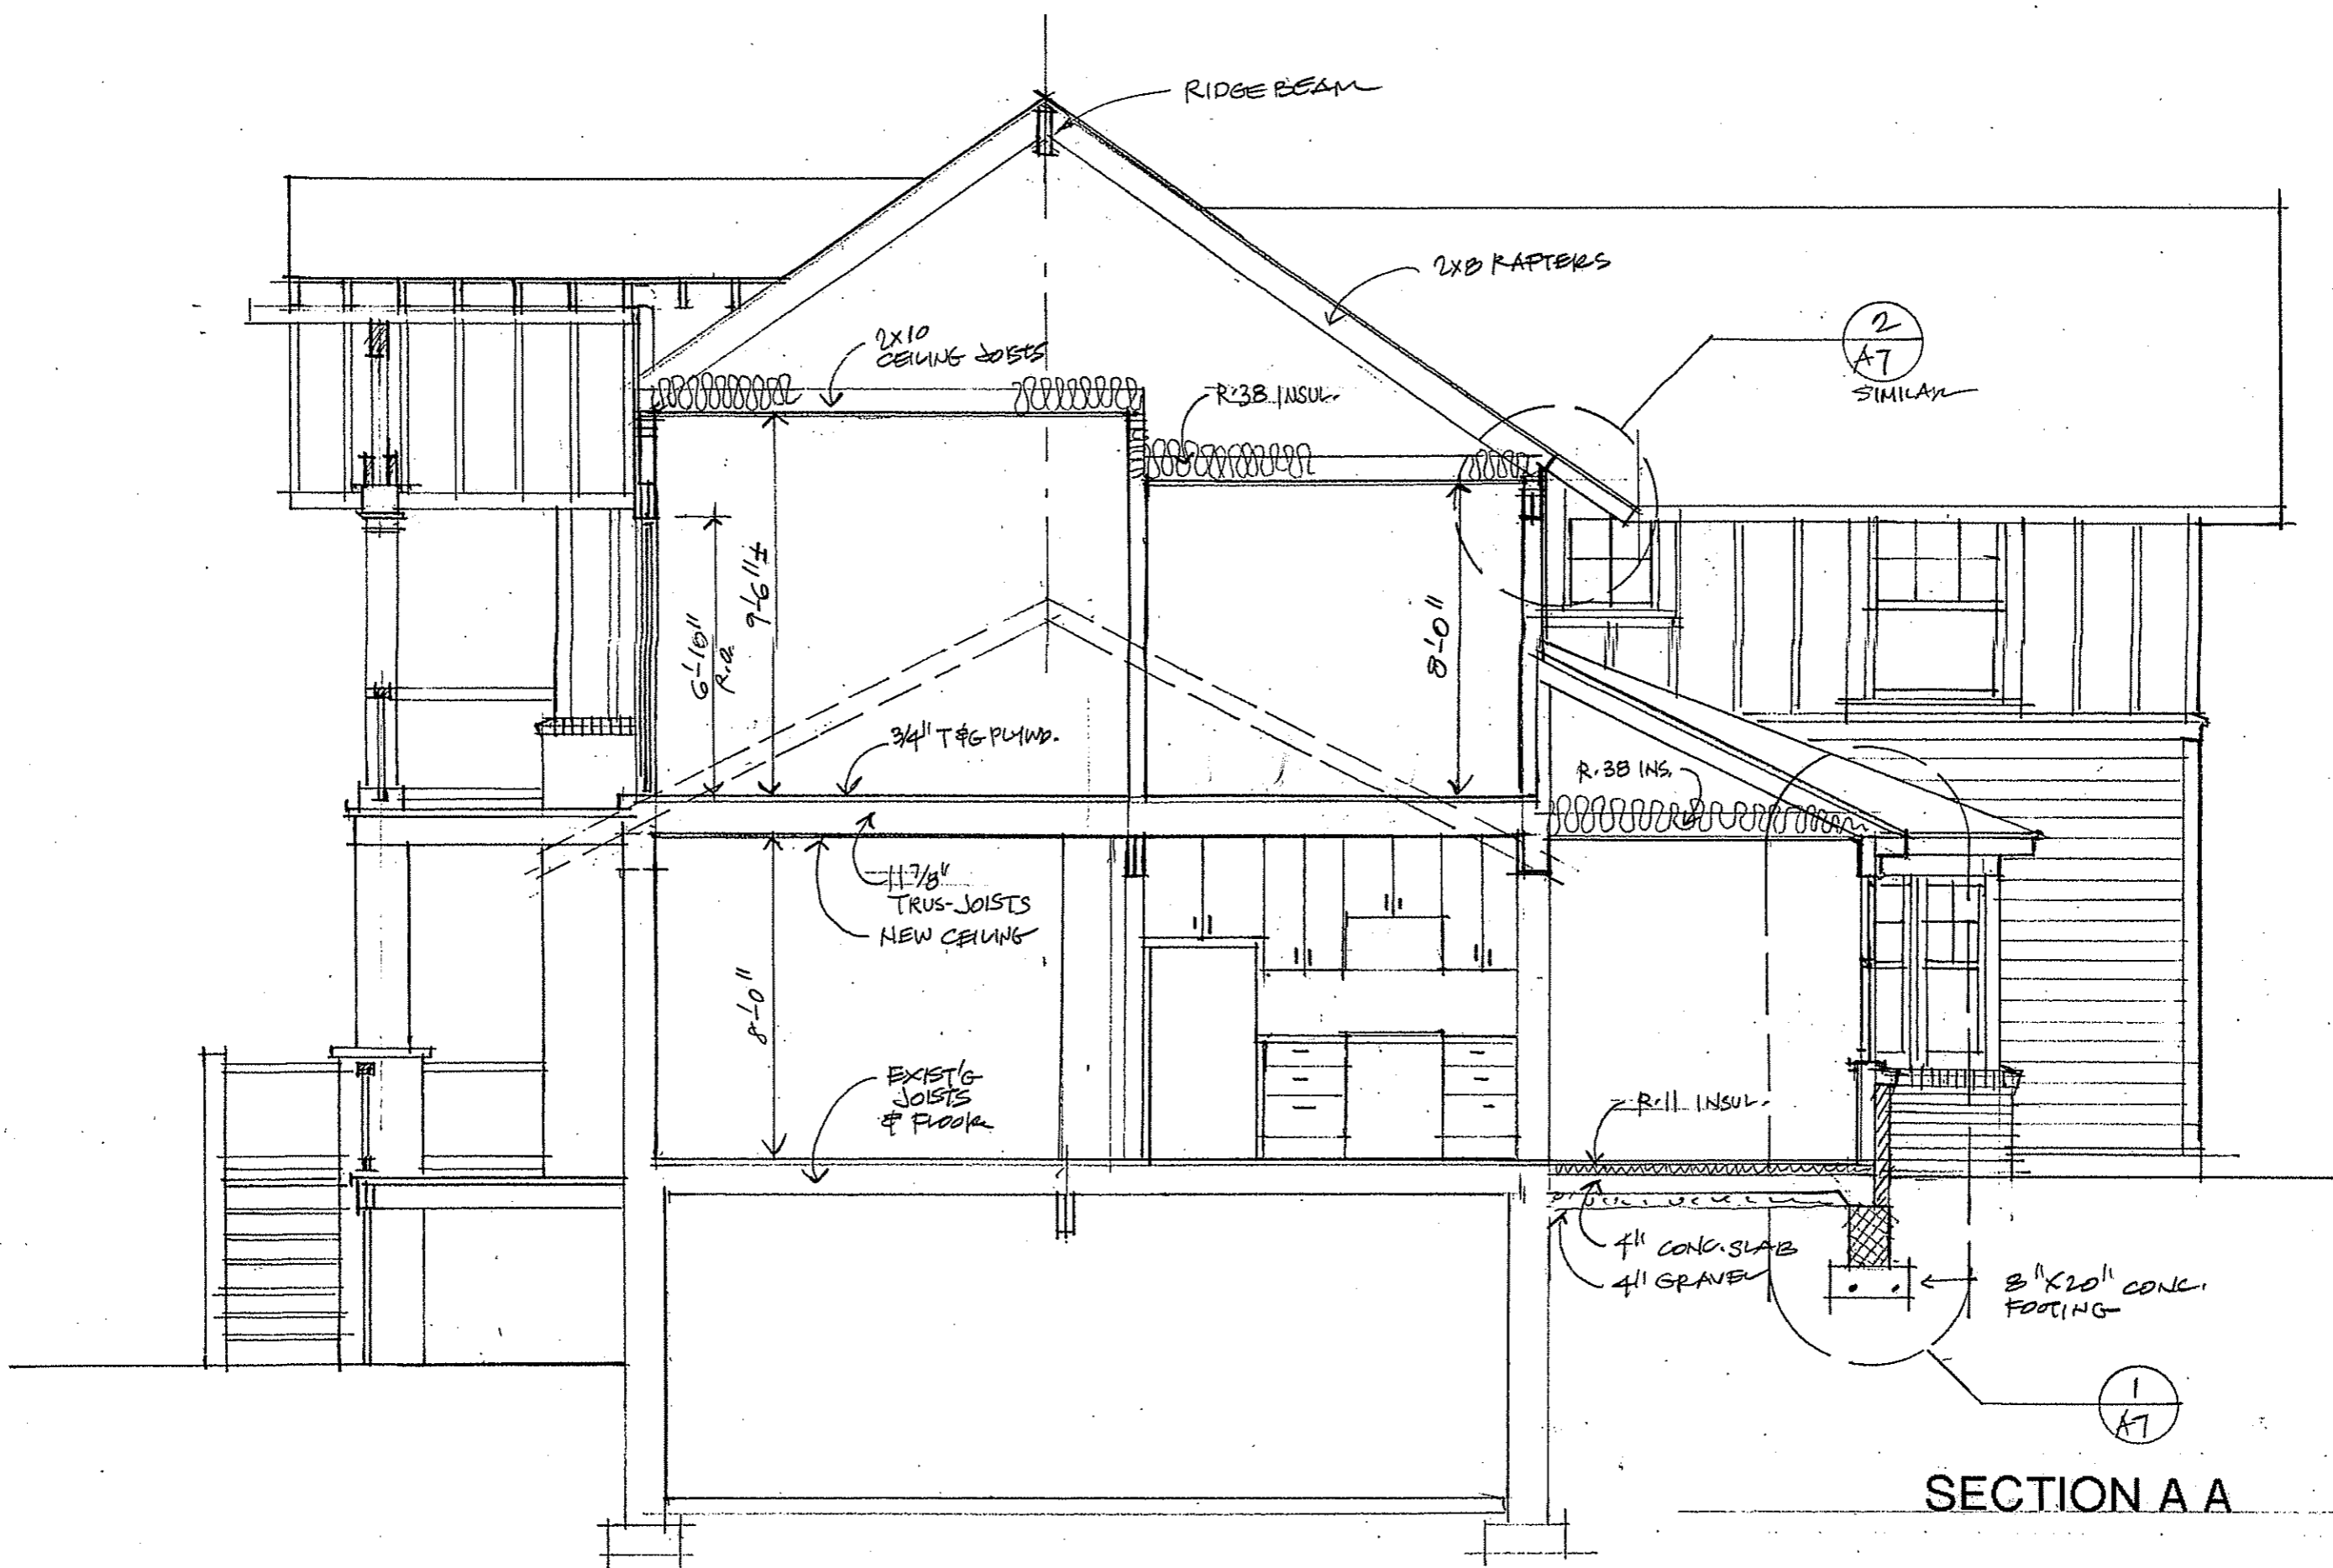 RIDGE BEAM
2X8 RAFTERS
2
A7
SIMILAR
2X10
CEILING JOISTS
R-38 INSUL.
6'-10"
R.O.
9'-6"±
8'-0"
3/4" T&G PLYWD.
R-38 INS.
11 7/8"
TRUS-JOISTS
NEW CEILING
8'-0"
EXIST'G
JOISTS
& FLOOR
R-11 INSUL.
4" CONC. SLAB
4" GRAVEL
8"X20" CONC.
FOOTING
1
A7
SECTION A A